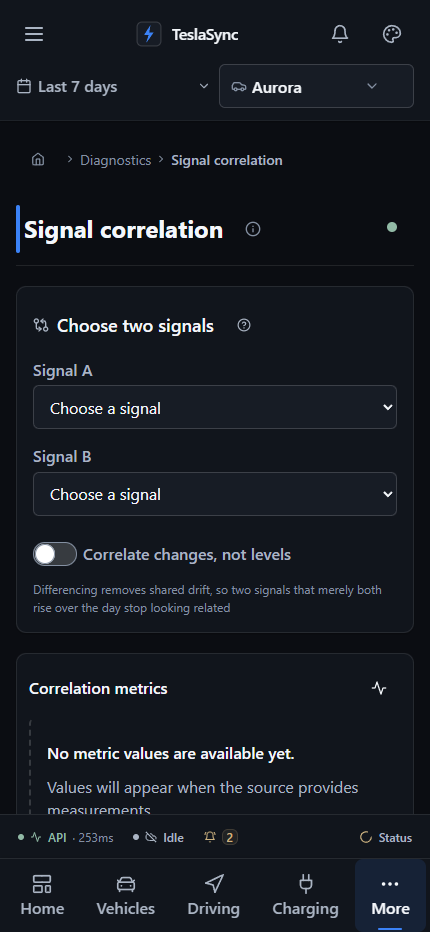 TeslaSync
Last 7 days
Aurora
Diagnostics
Signal correlation
Signal correlation
Choose two signals
Signal A
Choose a signal
Signal B
Choose a signal
Correlate changes, not levels
Differencing removes shared drift, so two signals that merely both
rise over the day stop looking related
Correlation metrics
No metric values are available yet.
Values will appear when the source provides
measurements
API · 253ms
Idle
2
Status
Home
Vehicles
Driving
Charging
More